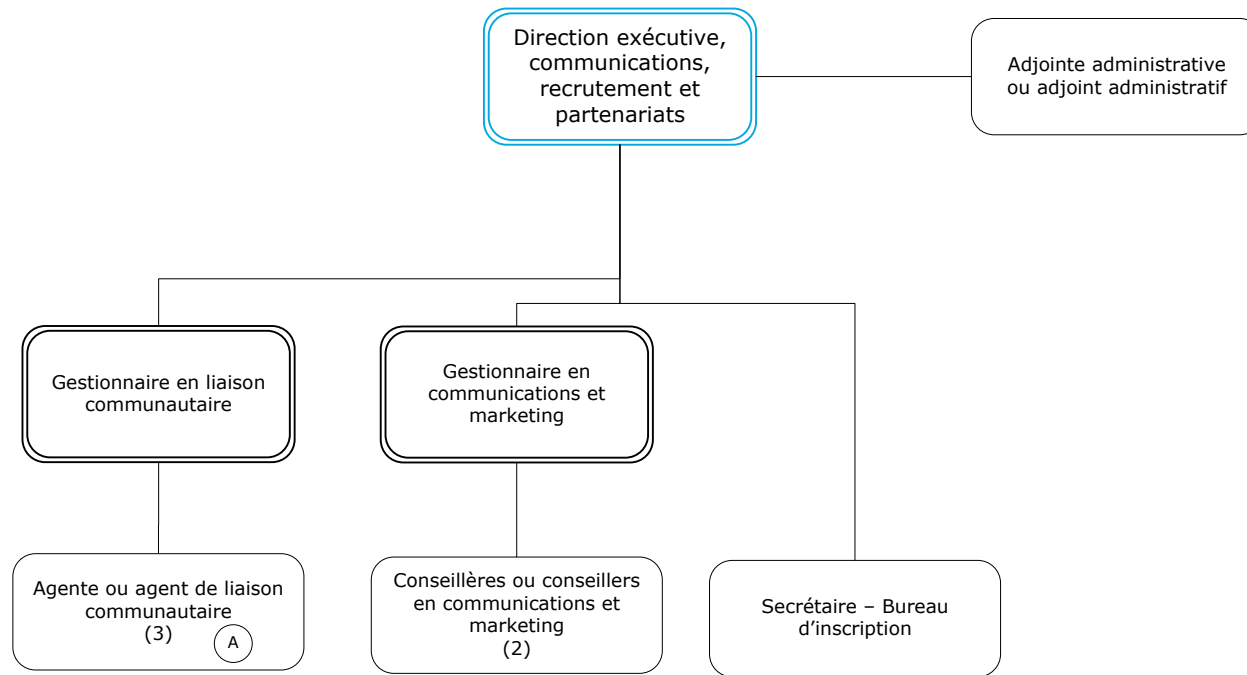 Direction exécutive,
communications,
recrutement et
partenariats
Adjointe administrative
ou adjoint administratif
Gestionnaire en liaison
communautaire
Gestionnaire en
communications et
marketing
Agente ou agent de liaison
communautaire
(3)
A
Conseillères ou conseillers
en communications et
marketing
(2)
Secrétaire – Bureau
d’inscription